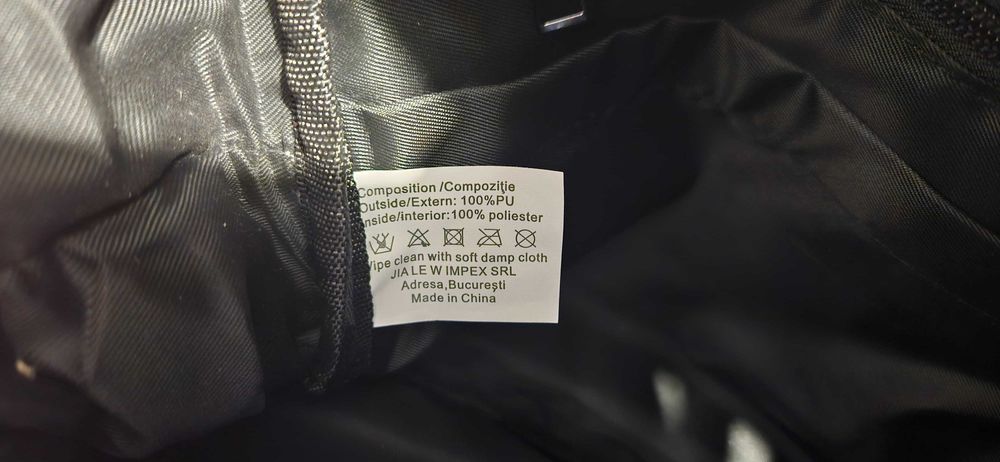 Composition /Compoziţie
Outside/Extern: 100%PU
Inside/interior:100% poliester
Wipe clean with soft damp cloth
JIA LE W IMPEX SRL
Adresa,Bucureşti
Made in China